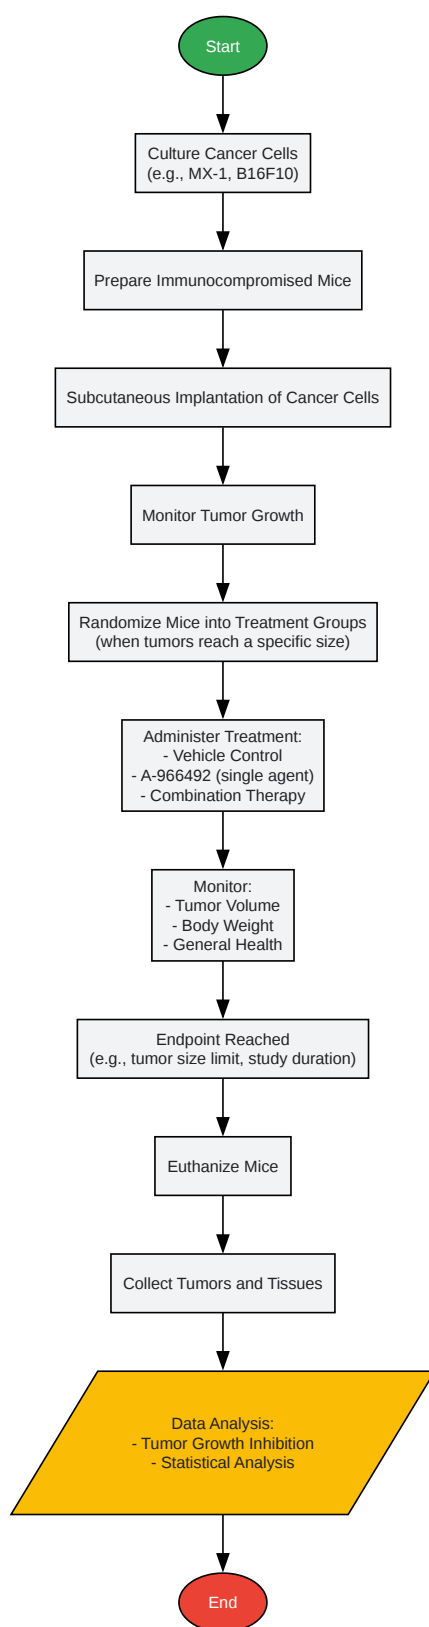 Start
Culture Cancer Cells
(e.g., MX-1, B16F10)
Prepare Immunocompromised Mice
Subcutaneous Implantation of Cancer Cells
Monitor Tumor Growth
Randomize Mice into Treatment Groups
(when tumors reach a specific size)
Administer Treatment:
- Vehicle Control
- A-966492 (single agent)
- Combination Therapy
Monitor:
- Tumor Volume
- Body Weight
- General Health
Endpoint Reached
(e.g., tumor size limit, study duration)
Euthanize Mice
Collect Tumors and Tissues
Data Analysis:
- Tumor Growth Inhibition
- Statistical Analysis
End